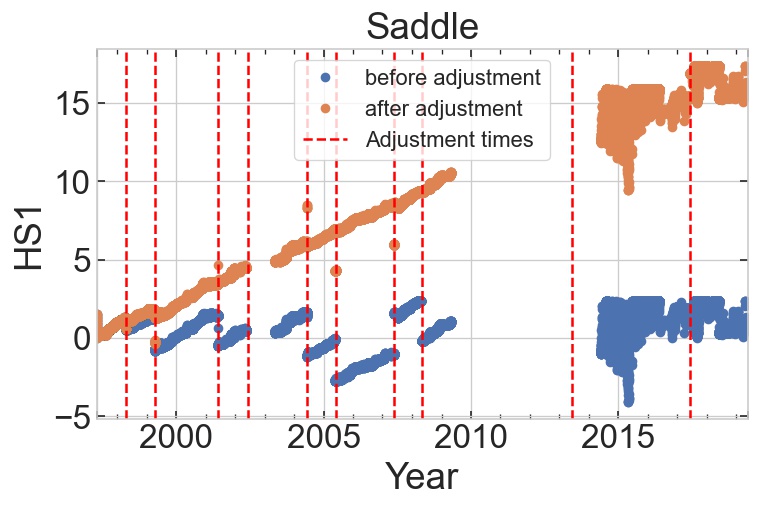 Saddle
before adjustment
after adjustment
Adjustment times
HS1
15
10
5
0
−5
2000 2005 2010 2015
Year